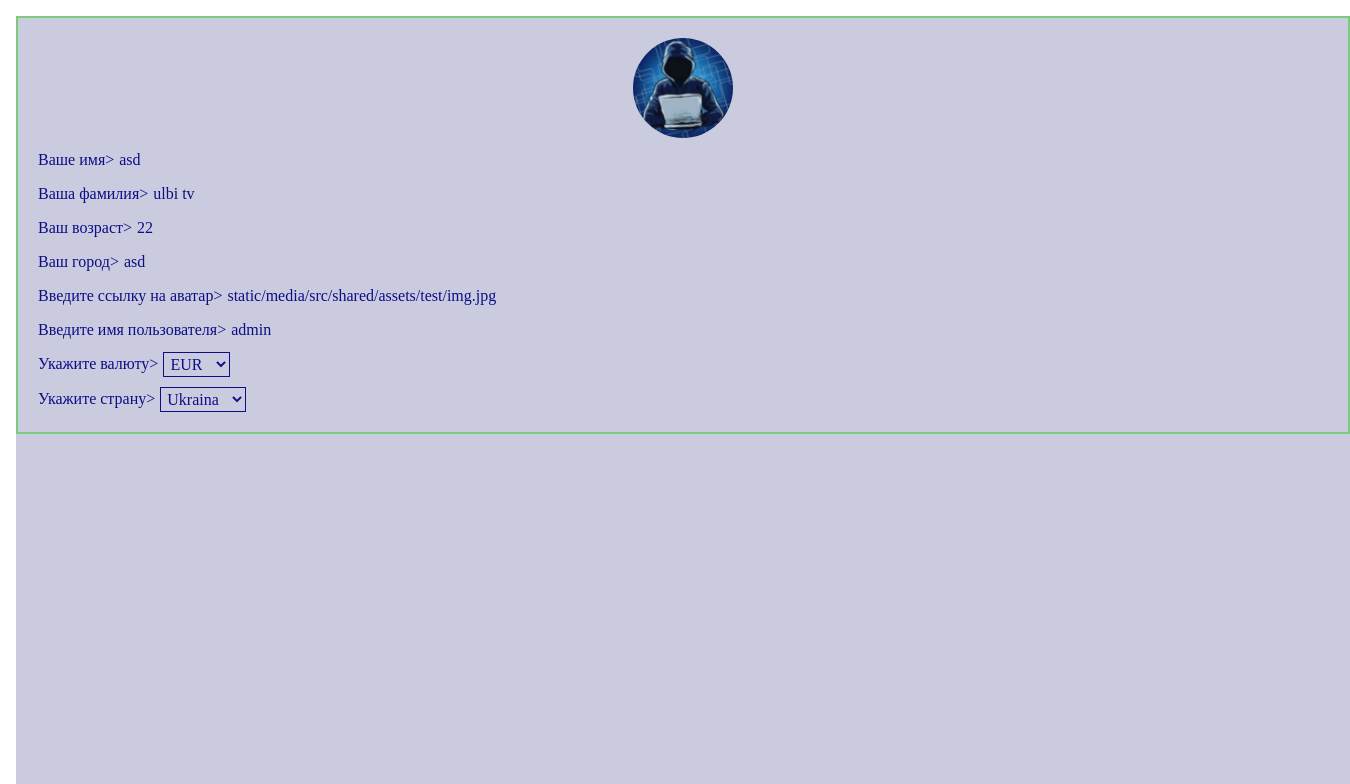 Ваше имя> asd
Ваша фамилия> ulbi tv
Ваш возраст> 22
Ваш город> asd
Введите ссылку на аватар> static/media/src/shared/assets/test/img.jpg
Введите имя пользователя> admin
Укажите валюту> EUR
Укажите страну> Ukraina